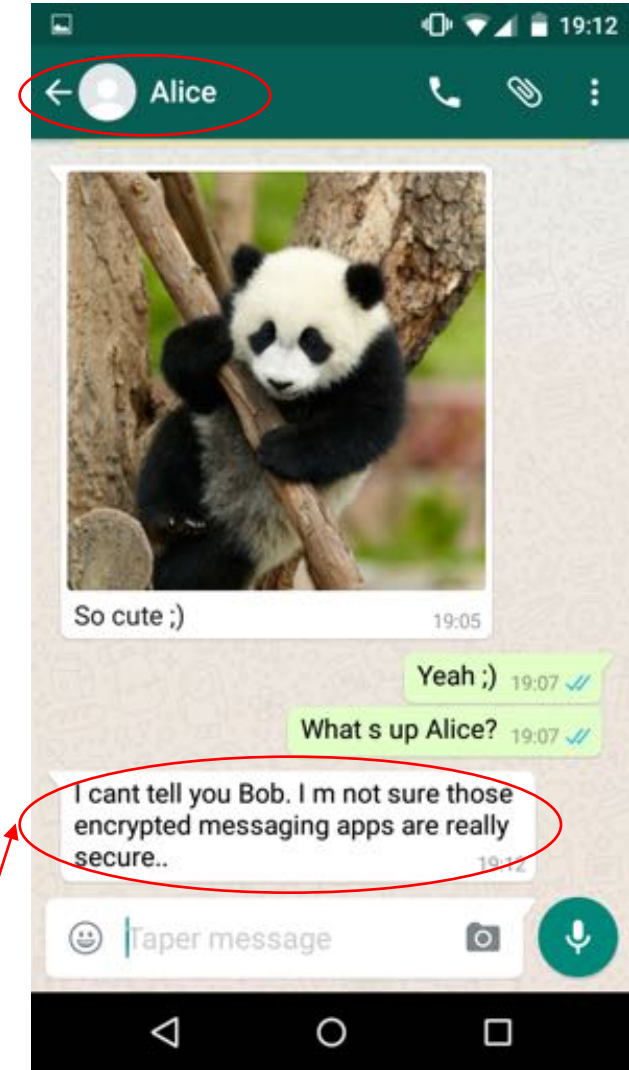 19:12
Alice
So cute ;)
19:05
Yeah ;) 19:07
What s up Alice? 19:07
I cant tell you Bob. I m not sure those
encrypted messaging apps are really
secure..
19:12
Taper message